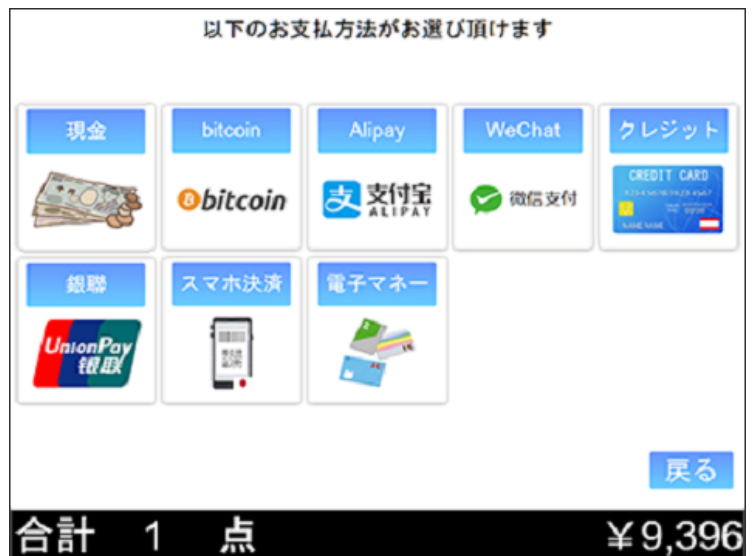 以下のお支払方法がお選び頂けます
現金
bitcoin
Alipay
WeChat
クレジット
bitcoin
支 支付宝
ALIPAY
微信支付
CREDIT CARD
銀聯
スマホ決済
電子マネー
UnionPay
银联
戻る
合計 1 点 ¥9,396